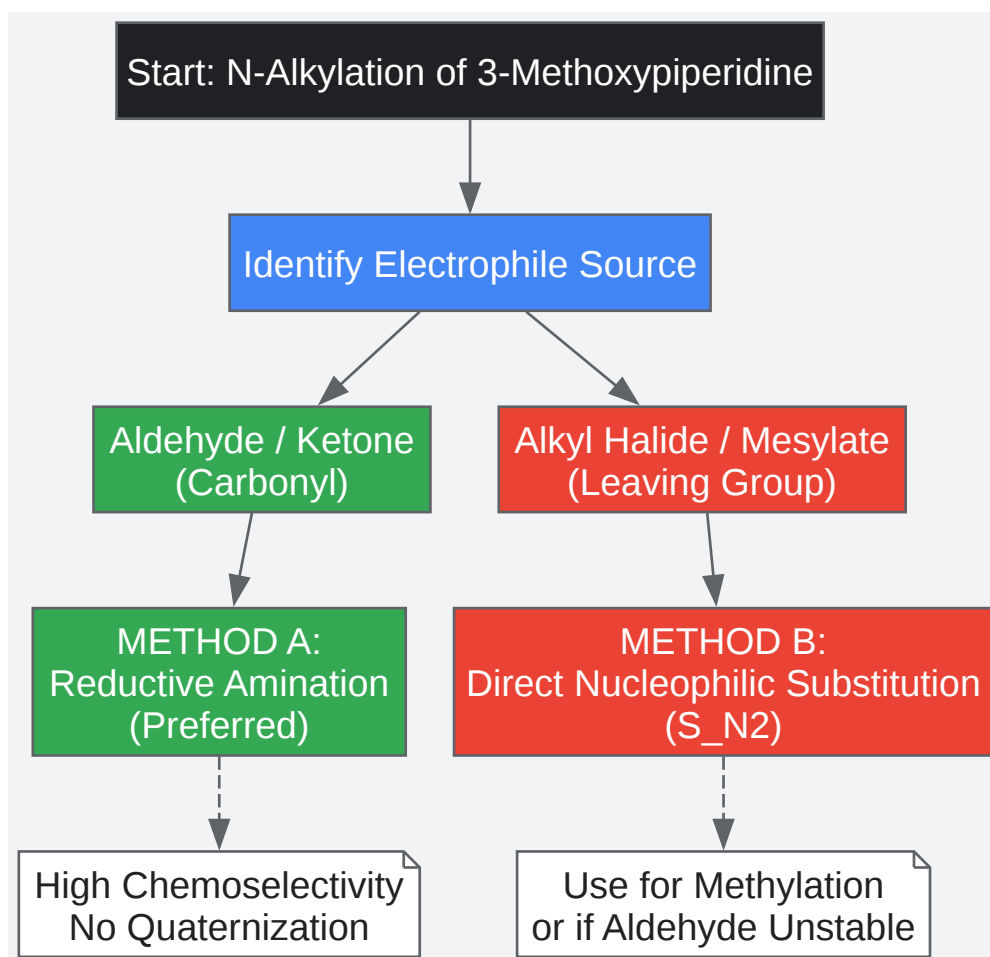 Start: N-Alkylation of 3-Methoxypiperidine
Identify Electrophile Source
Aldehyde / Ketone
(Carbonyl)
Alkyl Halide / Mesylate
(Leaving Group)
METHOD A:
Reductive Amination
(Preferred)
METHOD B:
Direct Nucleophilic Substitution
(S_N2)
High Chemoselectivity
No Quaternization
Use for Methylation
or if Aldehyde Unstable